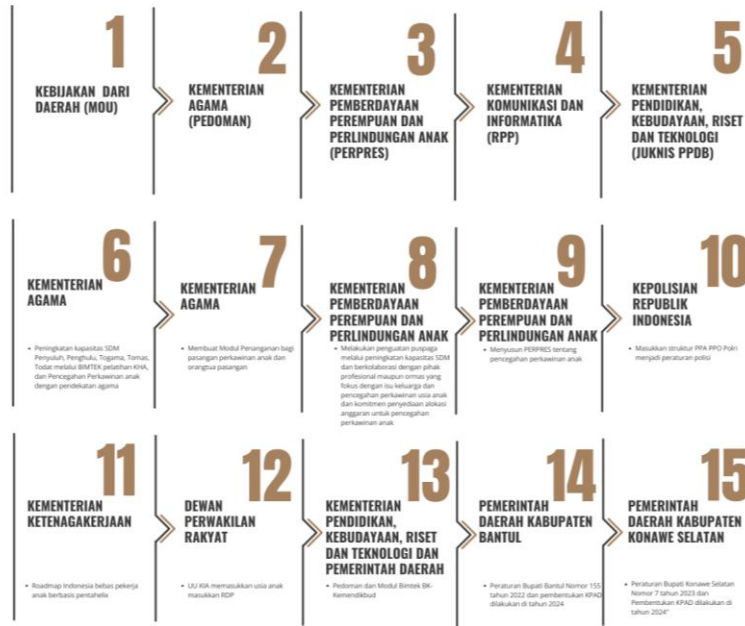 1
KEBIJAKAN DARI
DAERAH (MOU)
2
KEMENTERIAN
AGAMA
(PEDOMAN)
3
KEMENTERIAN
PEMBERDAYAAN
PEREMPUAN DAN
PERLINDUNGAN ANAK
(PERPRES)
4
KEMENTERIAN
KOMUNIKASI DAN
INFORMATIKA
(RPP)
5
KEMENTERIAN
PENDIDIKAN,
KEBUDAYAAN, RISET
DAN TEKNOLOGI
(JUKNIS PPDB)
6
KEMENTERIAN
AGAMA
• Peningkatan kapasitas SDM
Penyuluh, Penghulu, Togama, Tomas,
Todat melalui BIMTEK pelatihan KHA,
dan Pencegahan Perkawinan anak
dengan pendekatan agama
7
KEMENTERIAN
AGAMA
• Membuat Modul Penanganan bagi
pasangan perkawinan anak dan
orangtua pasangan
8
KEMENTERIAN
PEMBERDAYAAN
PEREMPUAN DAN
PERLINDUNGAN ANAK
• Melakukan penguatan puspaga
melalui peningkatan kapasitas SDM
dan berkolaborasi dengan pihak
profesional maupun ormas yang
fokus dengan isu keluarga dan
pencegahan perkawinan usia anak
dan komitmen penyediaan alokasi
anggaran untuk pencegahan
perkawinan anak
9
KEMENTERIAN
PEMBERDAYAAN
PEREMPUAN DAN
PERLINDUNGAN ANAK
• Menyusun PERPRES tentang
pencegahan perkawinan anak
10
KEPOLISIAN
REPUBLIK
INDONESIA
• Masukkan struktur PPA PPO Polri
menjadi peraturan polisi
11
KEMENTERIAN
KETENAGAKERJAAN
• Roadmap Indonesia bebas pekerja
anak berbasis pentahelix
12
DEWAN
PERWAKILAN
RAKYAT
• UU KIA memasukkan usia anak
masukkan RDP
13
KEMENTERIAN
PENDIDIKAN,
KEBUDAYAAN, RISET
DAN TEKNOLOGI DAN
PEMERINTAH DAERAH
• Pedoman dan Modul Bimtek BK-
Kemendikbud
14
PEMERINTAH
DAERAH KABUPATEN
BANTUL
• Peraturan Bupati Bantul Nomor 155
tahun 2022 dan pembentukan KPAD
dilakukan di tahun 2024
15
PEMERINTAH
DAERAH KABUPATEN
KONAWE SELATAN
• Peraturan Bupati Konawe Selatan
Nomor 7 tahun 2023 dan
Pembentukan KPAD dilakukan di
tahun 2024"